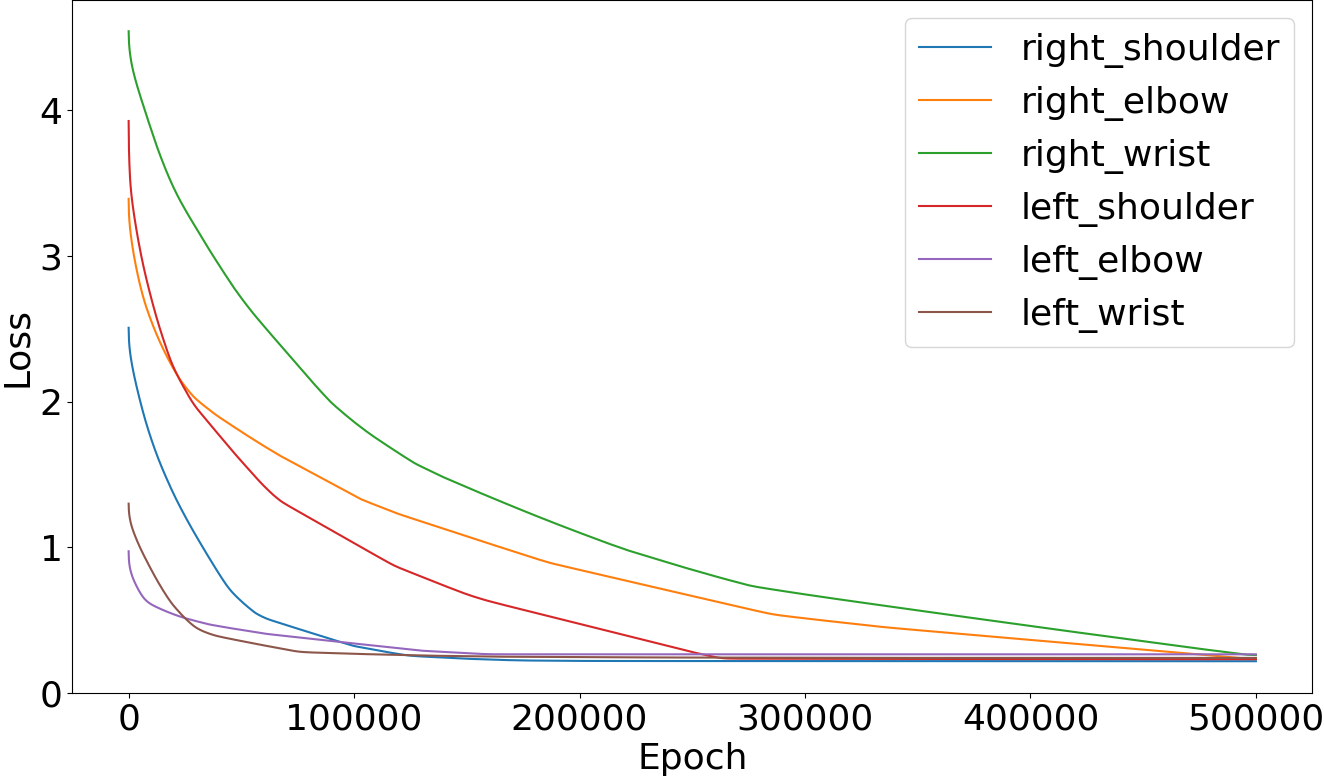 right_shoulder
right_elbow
right_wrist
left_shoulder
left_elbow
left_wrist
Loss
4
3
2
1
0
0 100000 200000 300000 400000 500000
Epoch